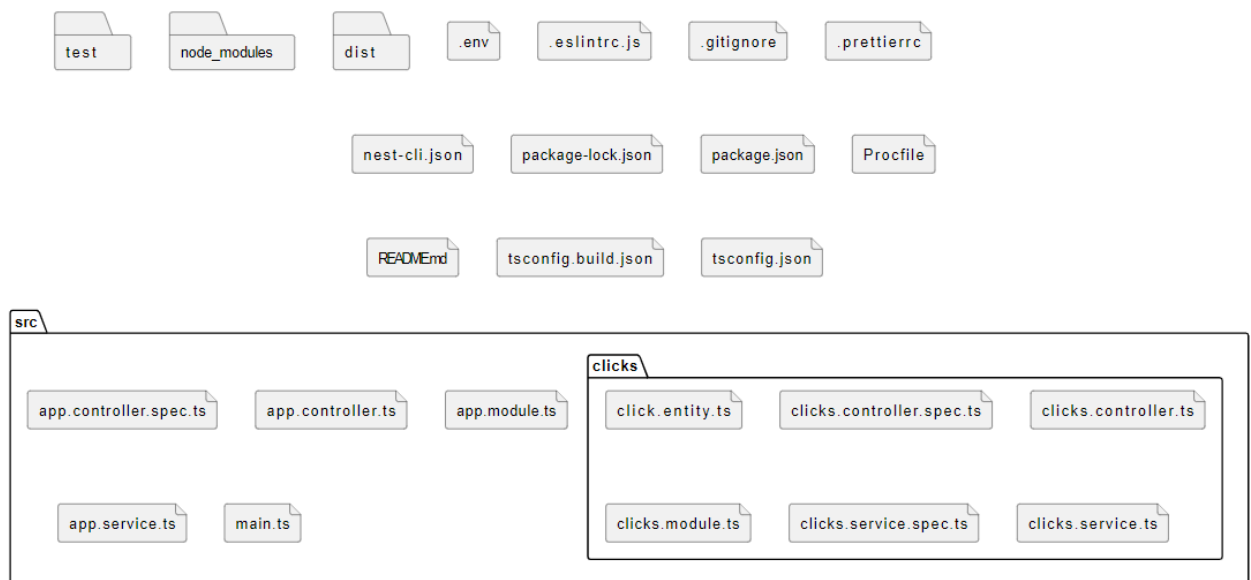 test node_modules dist .env .eslintrc.js .gitignore .prettierrc
nest-cli.json package-lock.json package.json Procfile
README.md tsconfig.build.json tsconfig.json
src
clicks
app.controller.spec.ts app.controller.ts app.module.ts click.entity.ts clicks.controller.spec.ts clicks.controller.ts
app.service.ts main.ts clicks.module.ts clicks.service.spec.ts clicks.service.ts